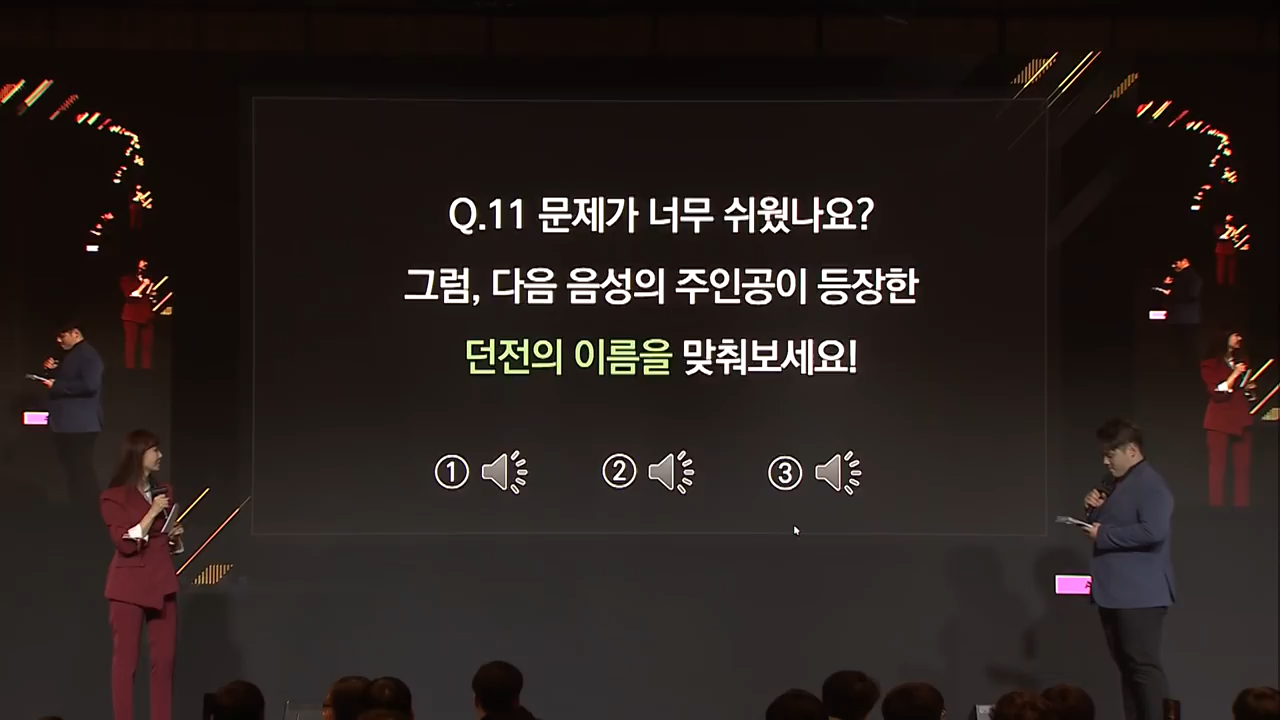 Q.11 문제가 너무 쉬웠나요?
그럼, 다음 음성의 주인공이 등장한
던전의 이름을 맞춰보세요!
① ② ③